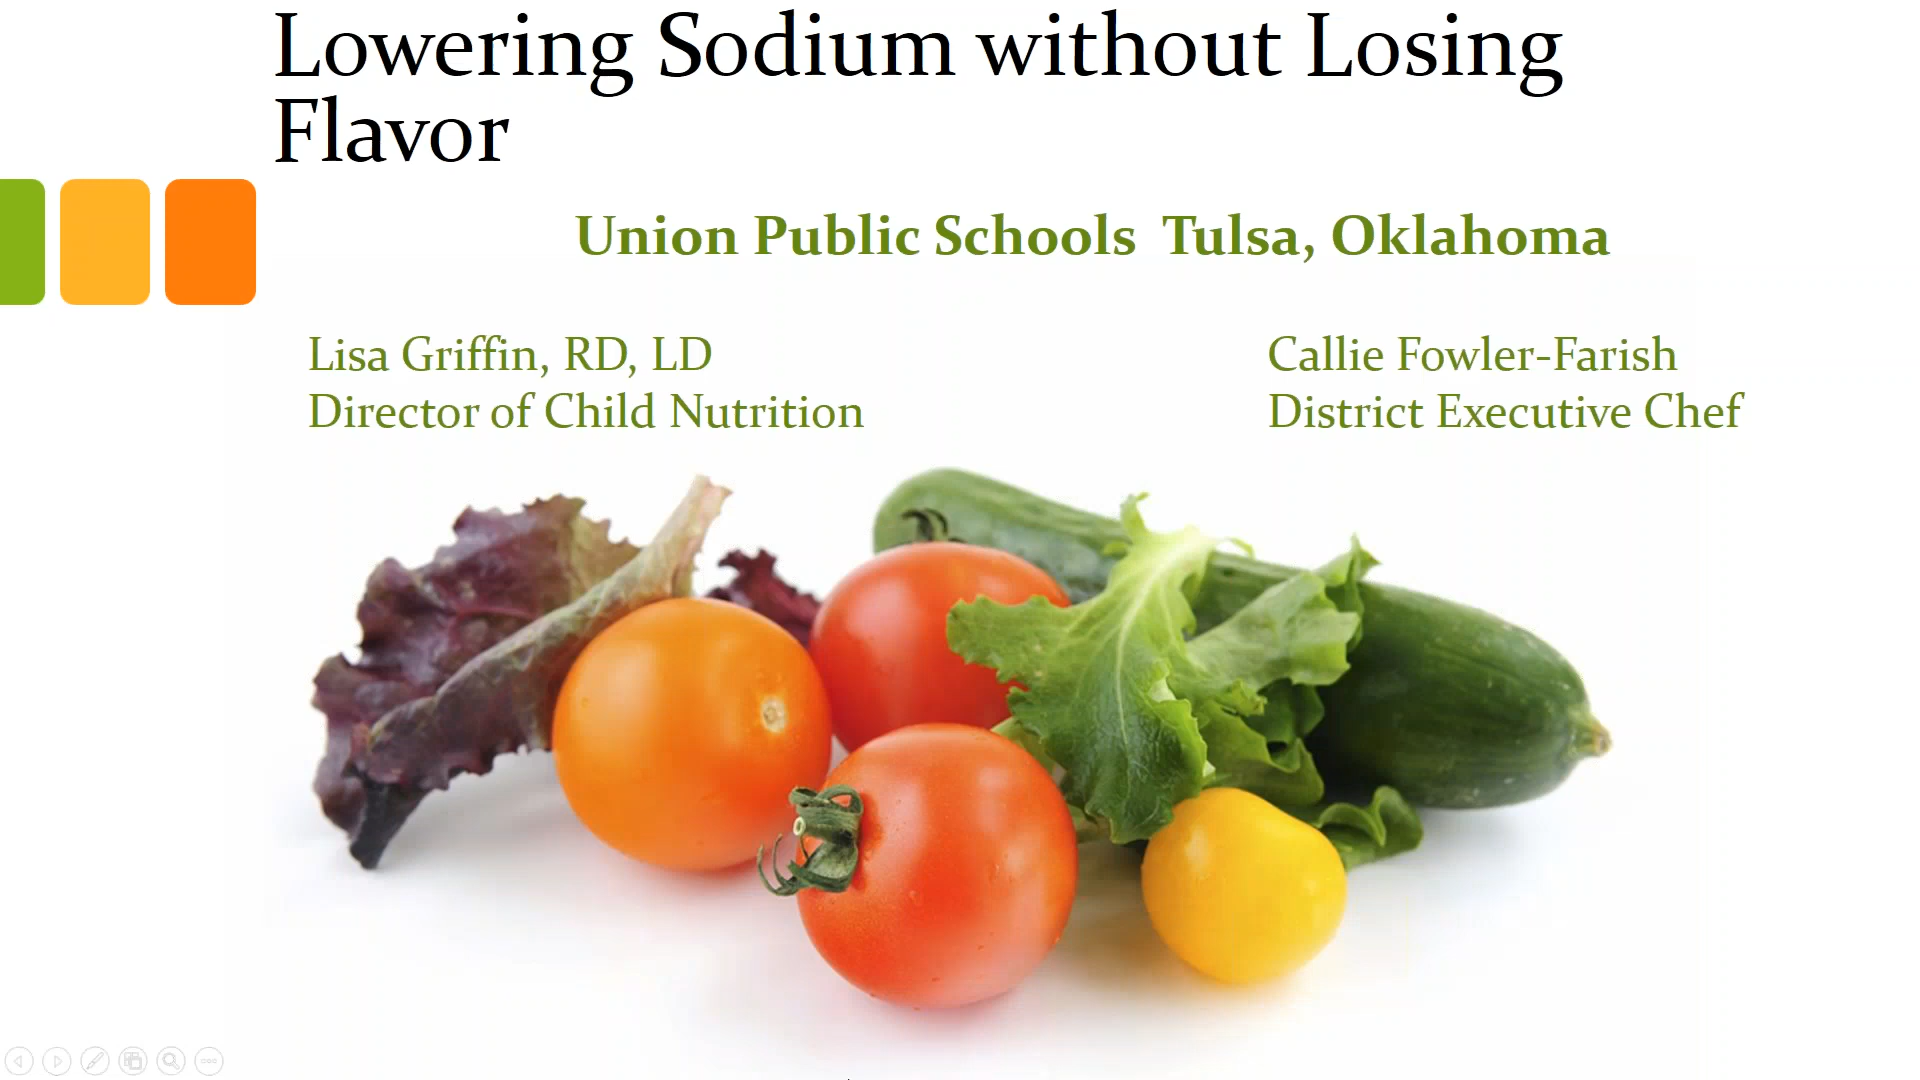 Lowering Sodium without Losing
Flavor
Union Public Schools  Tulsa, Oklahoma
Lisa Griffin, RD, LD
Director of Child Nutrition
Callie Fowler-Farish
District Executive Chef